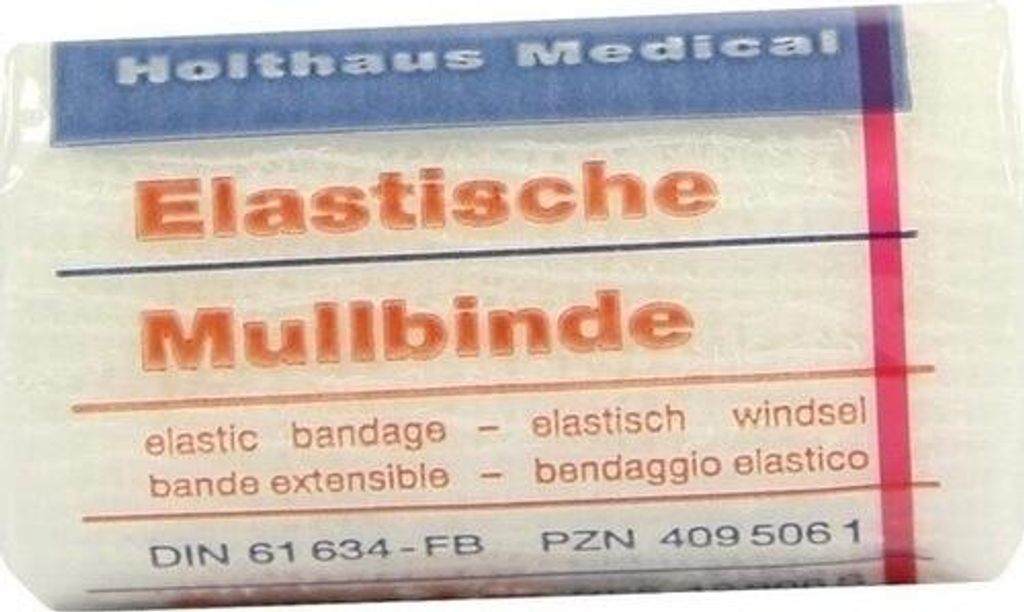 Holthaus Medical
Elastische
Mullbinde
elastic bandage – elastisch windsel
bande extensible – bendaggio elastico
DIN 61 634-FB PZN 409 506 1